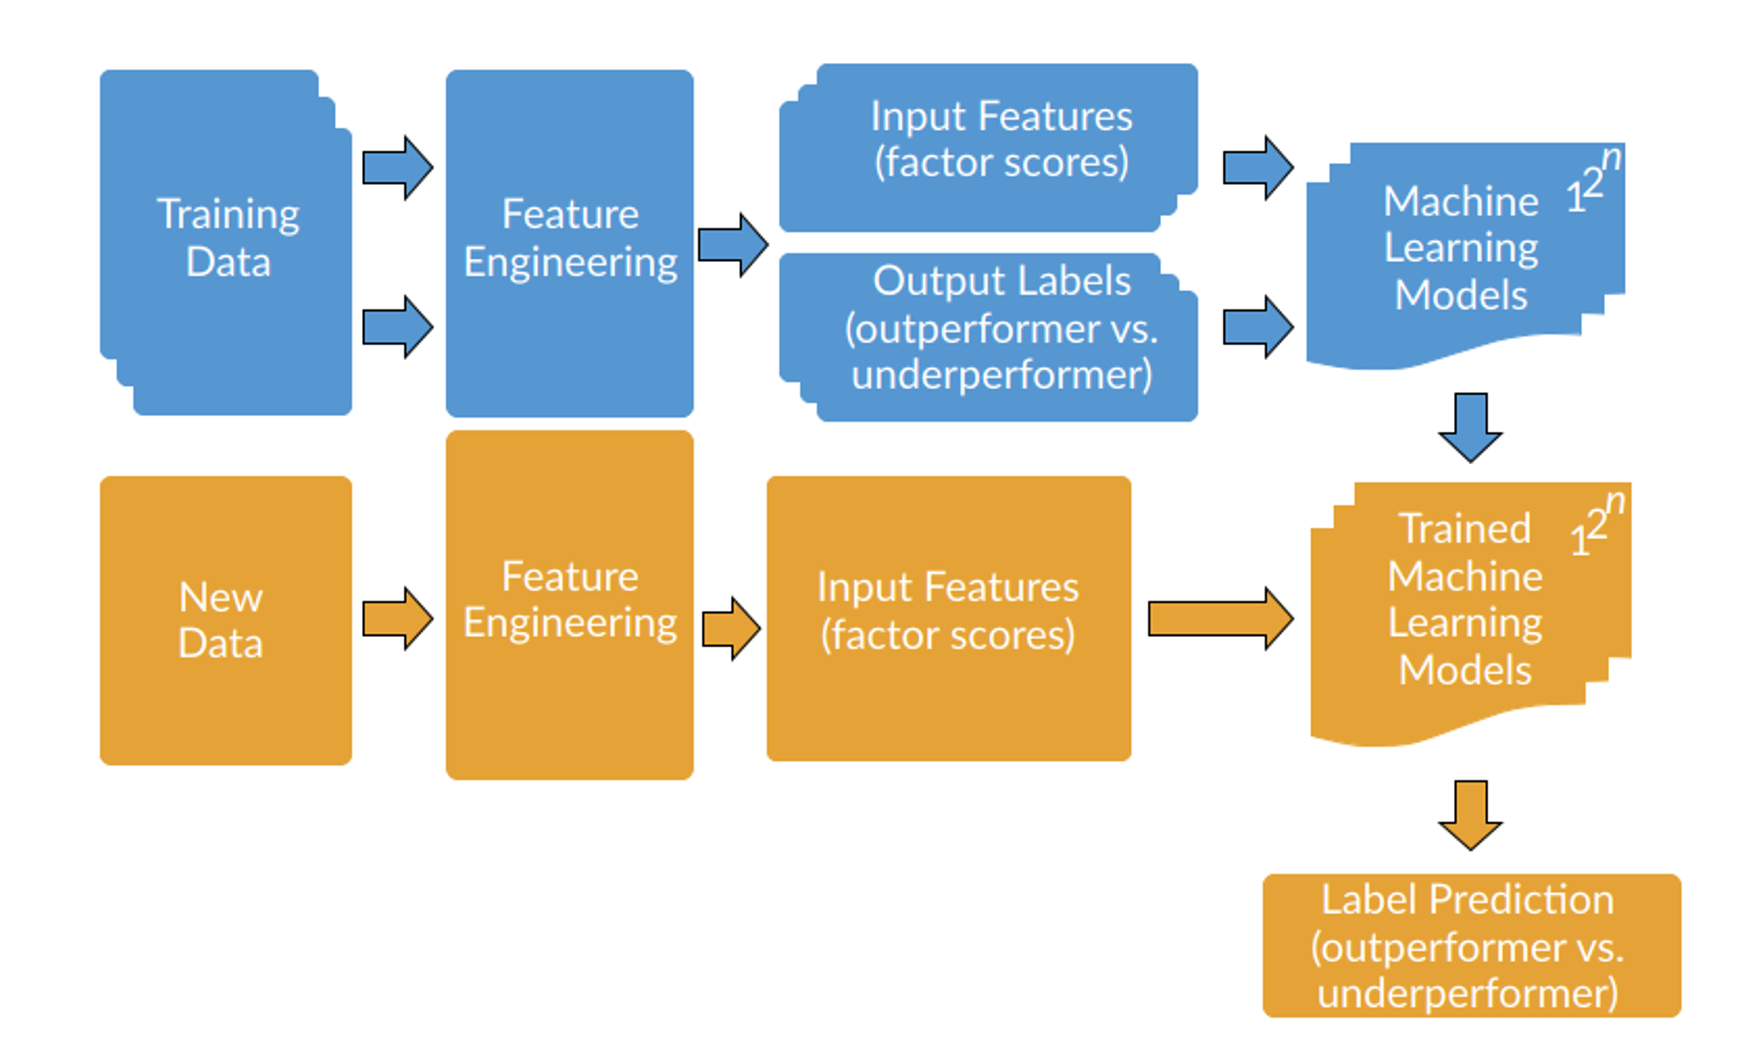 Training
Data
Feature
Engineering
Input Features
(factor scores)
Output Labels
(outperformer vs.
underperformer)
Machine
Learning
Models
1 2 n
New
Data
Feature
Engineering
Input Features
(factor scores)
Trained
Machine
Learning
Models
1 2 n
Label Prediction
(outperformer vs.
underperformer)